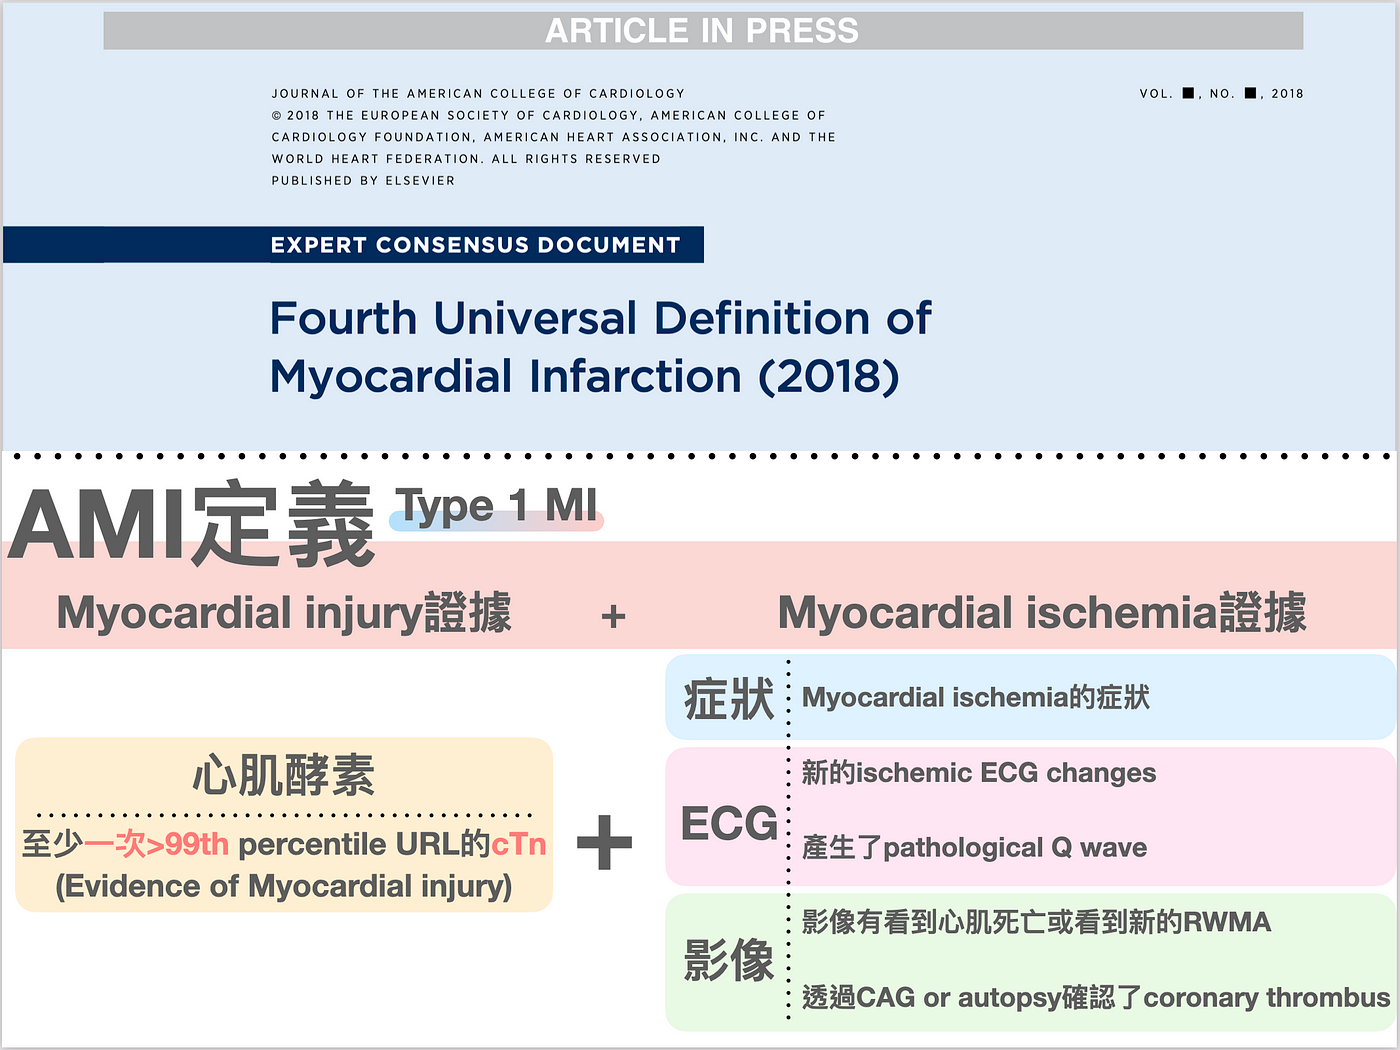 ARTICLE IN PRESS
JOURNAL OF THE AMERICAN COLLEGE OF CARDIOLOGY
VOL. ■, NO. ■, 2018
© 2018 THE EUROPEAN SOCIETY OF CARDIOLOGY, AMERICAN COLLEGE OF
CARDIOLOGY FOUNDATION, AMERICAN HEART ASSOCIATION, INC. AND THE
WORLD HEART FEDERATION. ALL RIGHTS RESERVED
PUBLISHED BY ELSEVIER
EXPERT CONSENSUS DOCUMENT
Fourth Universal Definition of
Myocardial Infarction (2018)
AMI定義 Type 1 MI
Myocardial injury證據 + Myocardial ischemia證據
心肌酵素
至少一次>99th percentile URL的cTn
(Evidence of Myocardial injury)
+
症狀
Myocardial ischemia的症狀
ECG
新的ischemic ECG changes
產生了pathological Q wave
影像
影像有看到心肌死亡或看到新的RWMA
透過CAG or autopsy確認了coronary thrombus